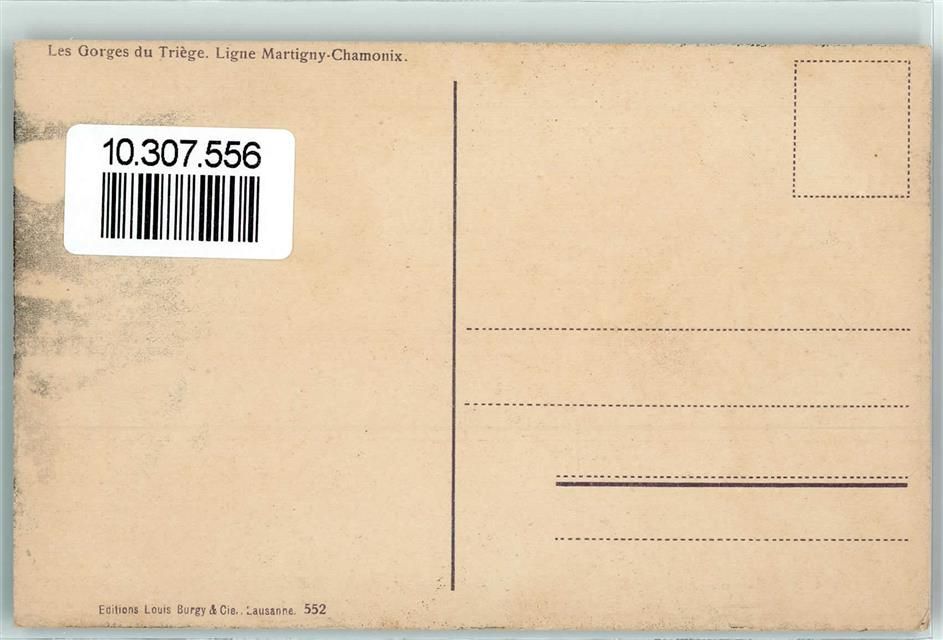 Les Gorges du Triège. Ligne Martigny-Chamonix.
10.307.556
Editions Louis Burgy & Cie., Lausanne. 552